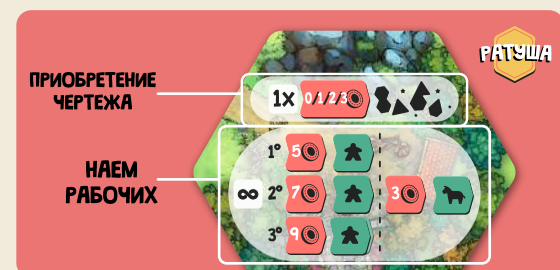 РАТУША
ПРИОБРЕТЕНИЕ
ЧЕРТЕЖА
1x 0/1/2/3
НАЕМ
РАБОЧИХ
1° 5
∞ 2° 7 3
3° 9